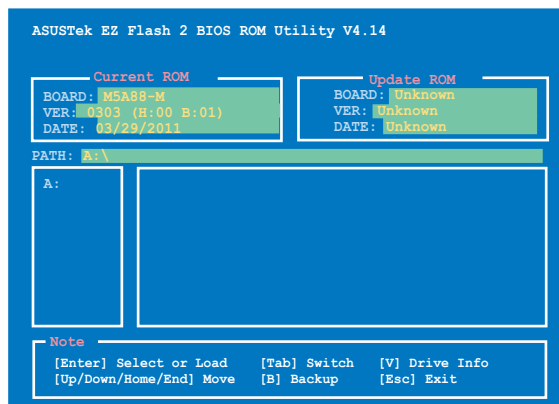 ASUSTek EZ Flash 2 BIOS ROM Utility V4.14
Current ROM
BOARD: M5A88-M
VER: 0303 (H:00 B:01)
DATE: 03/29/2011
Update ROM
BOARD: Unknown
VER: Unknown
DATE: Unknown
PATH: A:\
A:
Note
[Enter] Select or Load [Tab] Switch [V] Drive Info
[Up/Down/Home/End] Move [B] Backup [Esc] Exit